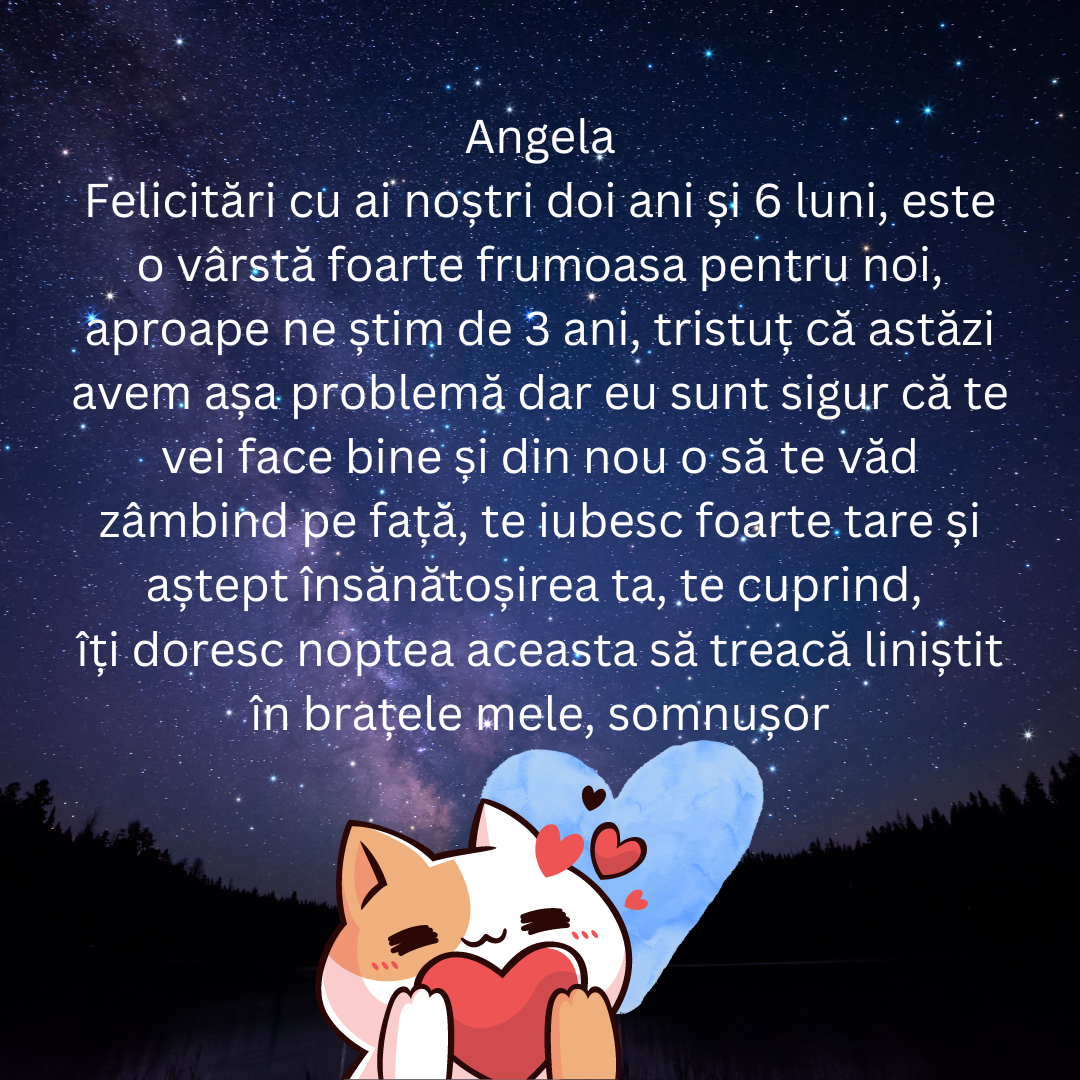 Angela
Felicitări cu ai noștri doi ani și 6 luni, este
o vârstă foarte frumoasa pentru noi,
aproape ne știm de 3 ani, tristuț că astăzi
avem așa problemă dar eu sunt sigur că te
vei face bine și din nou o să te văd
zâmbind pe față, te iubesc foarte tare și
aștept însănătoșirea ta, te cuprind,
îți doresc noptea aceasta să treacă liniștit
în brațele mele, somnușor